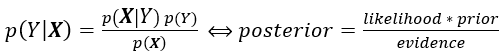 p(Y|X) = p(X|Y) p(Y) / p(X) ⟺ posterior = likelihood * prior / evidence